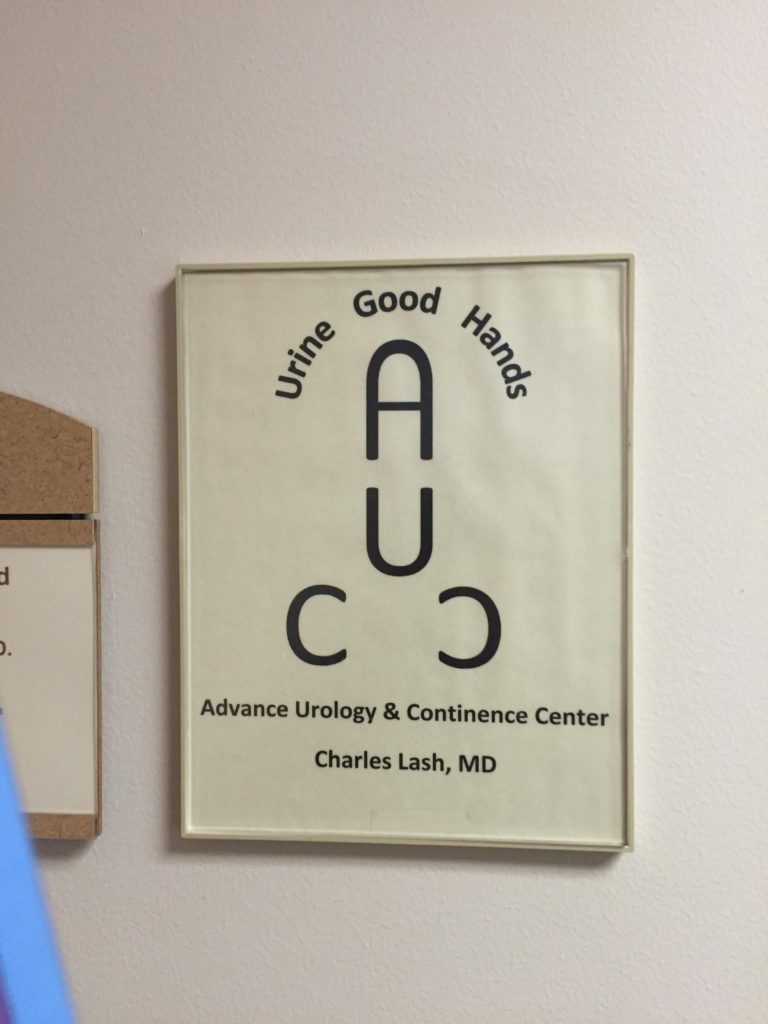 Urine Good Hands
A
U
C C
Advance Urology & Continence Center
Charles Lash, MD
d